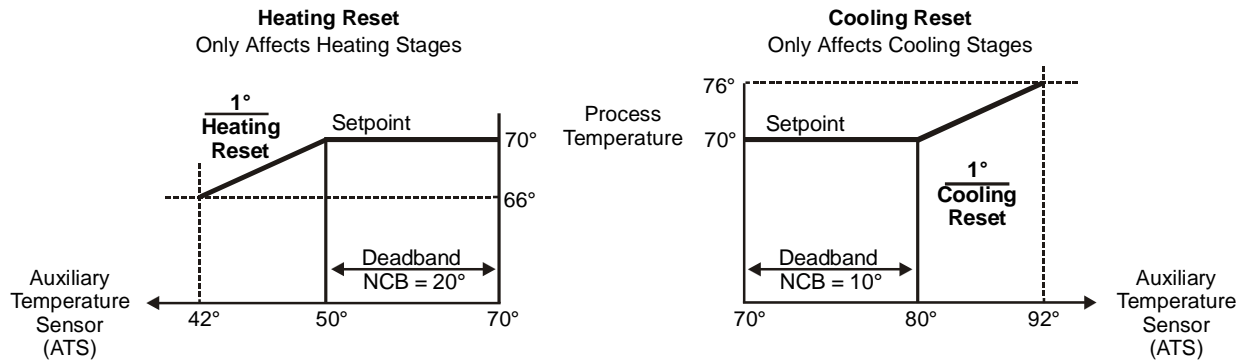 Heating Reset
Only Affects Heating Stages
1°
Heating
Reset
Setpoint
70°
66°
Deadband
NCB = 20°
Auxiliary
Temperature
Sensor
(ATS)
42°
50°
70°
Process
Temperature
Cooling Reset
Only Affects Cooling Stages
76°
70°
Setpoint
1°
Cooling
Reset
Deadband
NCB = 10°
70°
80°
92°
Auxiliary
Temperature
Sensor
(ATS)